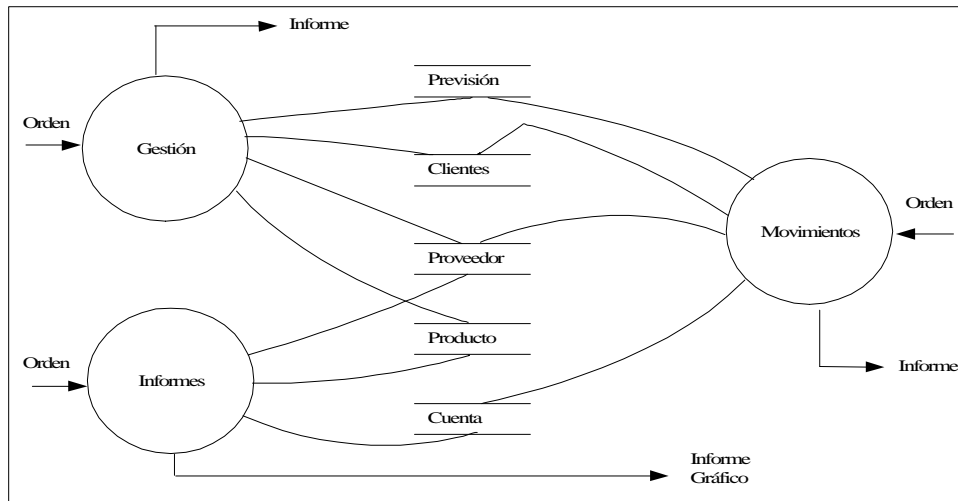 Informe
Previsión
Orden
Gestión
Clientes
Orden
Movimientos
Proveedor
Producto
Orden
Informes
Informe
Cuenta
Informe
Gráfico